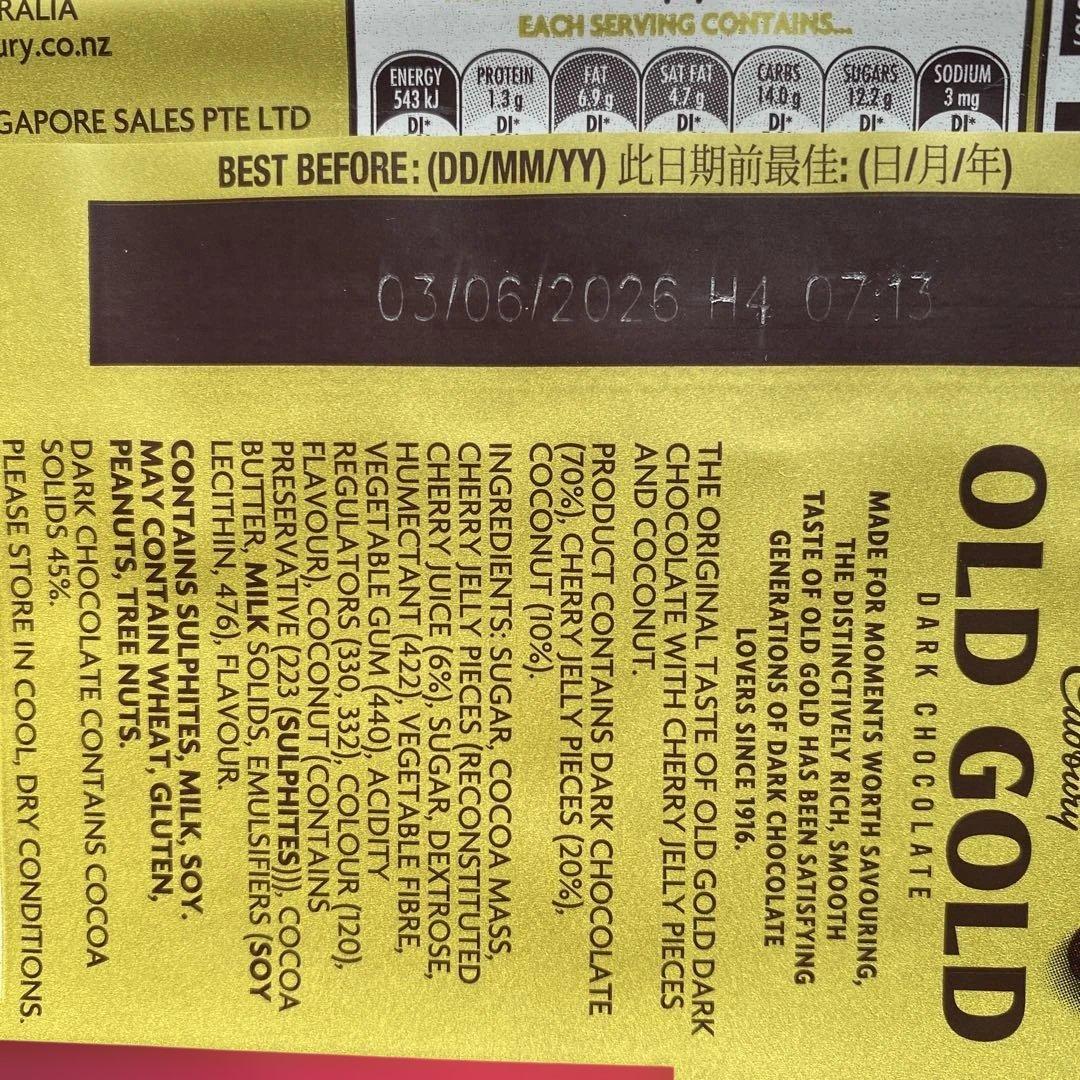 RALIA
ury.co.nz
GAPORE SALES PTE LTD
EACH SERVING CONTAINS...
ENERGY 543 kJ DI*
PROTEIN 1.3 g DI*
FAT 6.9 g DI*
SAT FAT 4.7 g DI*
CARBS 14.0 g DI*
SUGARS 12.2 g DI*
SODIUM 3 mg DI*
BEST BEFORE: (DD/MM/YY) 此日期前最佳: (日/月/年)
03/06/2026 H4 07:13
Cadbury
OLD GOLD
DARK CHOCOLATE
MADE FOR MOMENTS WORTH SAVOURING,
THE DISTINCTIVELY RICH, SMOOTH
TASTE OF OLD GOLD HAS BEEN SATISFYING
GENERATIONS OF DARK CHOCOLATE
LOVERS SINCE 1916.
THE ORIGINAL TASTE OF OLD GOLD DARK
CHOCOLATE WITH CHERRY JELLY PIECES
AND COCONUT.
PRODUCT CONTAINS DARK CHOCOLATE
(70%), CHERRY JELLY PIECES (20%),
COCONUT (10%).
INGREDIENTS: SUGAR, COCOA MASS,
CHERRY JELLY PIECES (RECONSTITUTED
CHERRY JUICE (6%), SUGAR, DEXTROSE,
HUMECTANT (422), VEGETABLE FIBRE,
VEGETABLE GUM (440), ACIDITY
REGULATORS (330, 332), COLOUR (120),
FLAVOUR), COCONUT (CONTAINS
PRESERVATIVE (223 (SULPHITES))), COCOA
BUTTER, MILK SOLIDS, EMULSIFIERS (SOY
LECITHIN, 476), FLAVOUR.
CONTAINS SULPHITES, MILK, SOY.
MAY CONTAIN WHEAT, GLUTEN,
PEANUTS, TREE NUTS.
DARK CHOCOLATE CONTAINS COCOA
SOLIDS 45%.
PLEASE STORE IN COOL, DRY CONDITIONS.